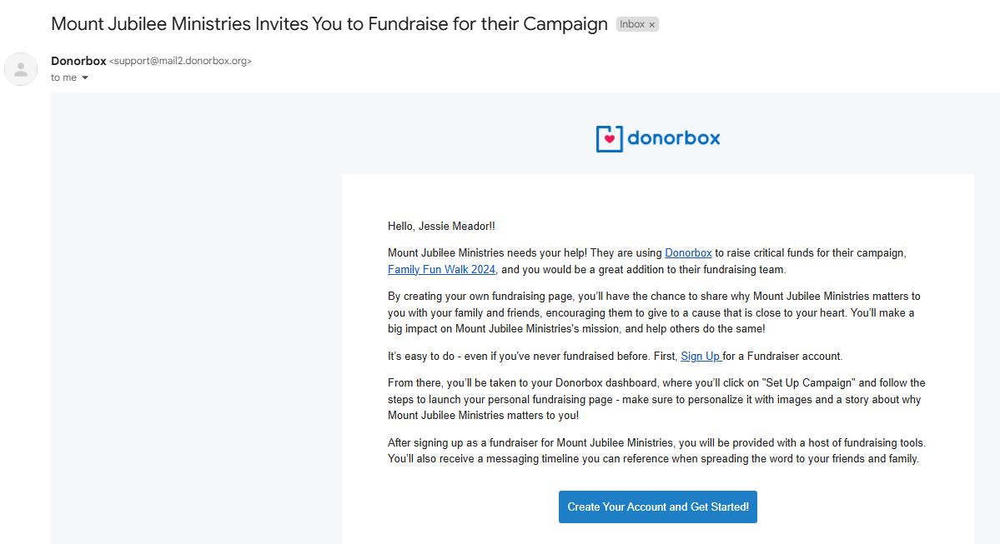 Mount Jubilee Ministries Invites You to Fundraise for their Campaign Inbox x
Donorbox <support@mail2.donorbox.org>
to me
donorbox
Hello, Jessie Meador!!
Mount Jubilee Ministries needs your help! They are using Donorbox to raise critical funds for their campaign,
Family Fun Walk 2024, and you would be a great addition to their fundraising team.
By creating your own fundraising page, you’ll have the chance to share why Mount Jubilee Ministries matters to
you with your family and friends, encouraging them to give to a cause that is close to your heart. You’ll make a
big impact on Mount Jubilee Ministries's mission, and help others do the same!
It’s easy to do - even if you've never fundraised before. First, Sign Up for a Fundraiser account.
From there, you’ll be taken to your Donorbox dashboard, where you’ll click on "Set Up Campaign" and follow the
steps to launch your personal fundraising page - make sure to personalize it with images and a story about why
Mount Jubilee Ministries matters to you!
After signing up as a fundraiser for Mount Jubilee Ministries, you will be provided with a host of fundraising tools.
You’ll also receive a messaging timeline you can reference when spreading the word to your friends and family.
Create Your Account and Get Started!